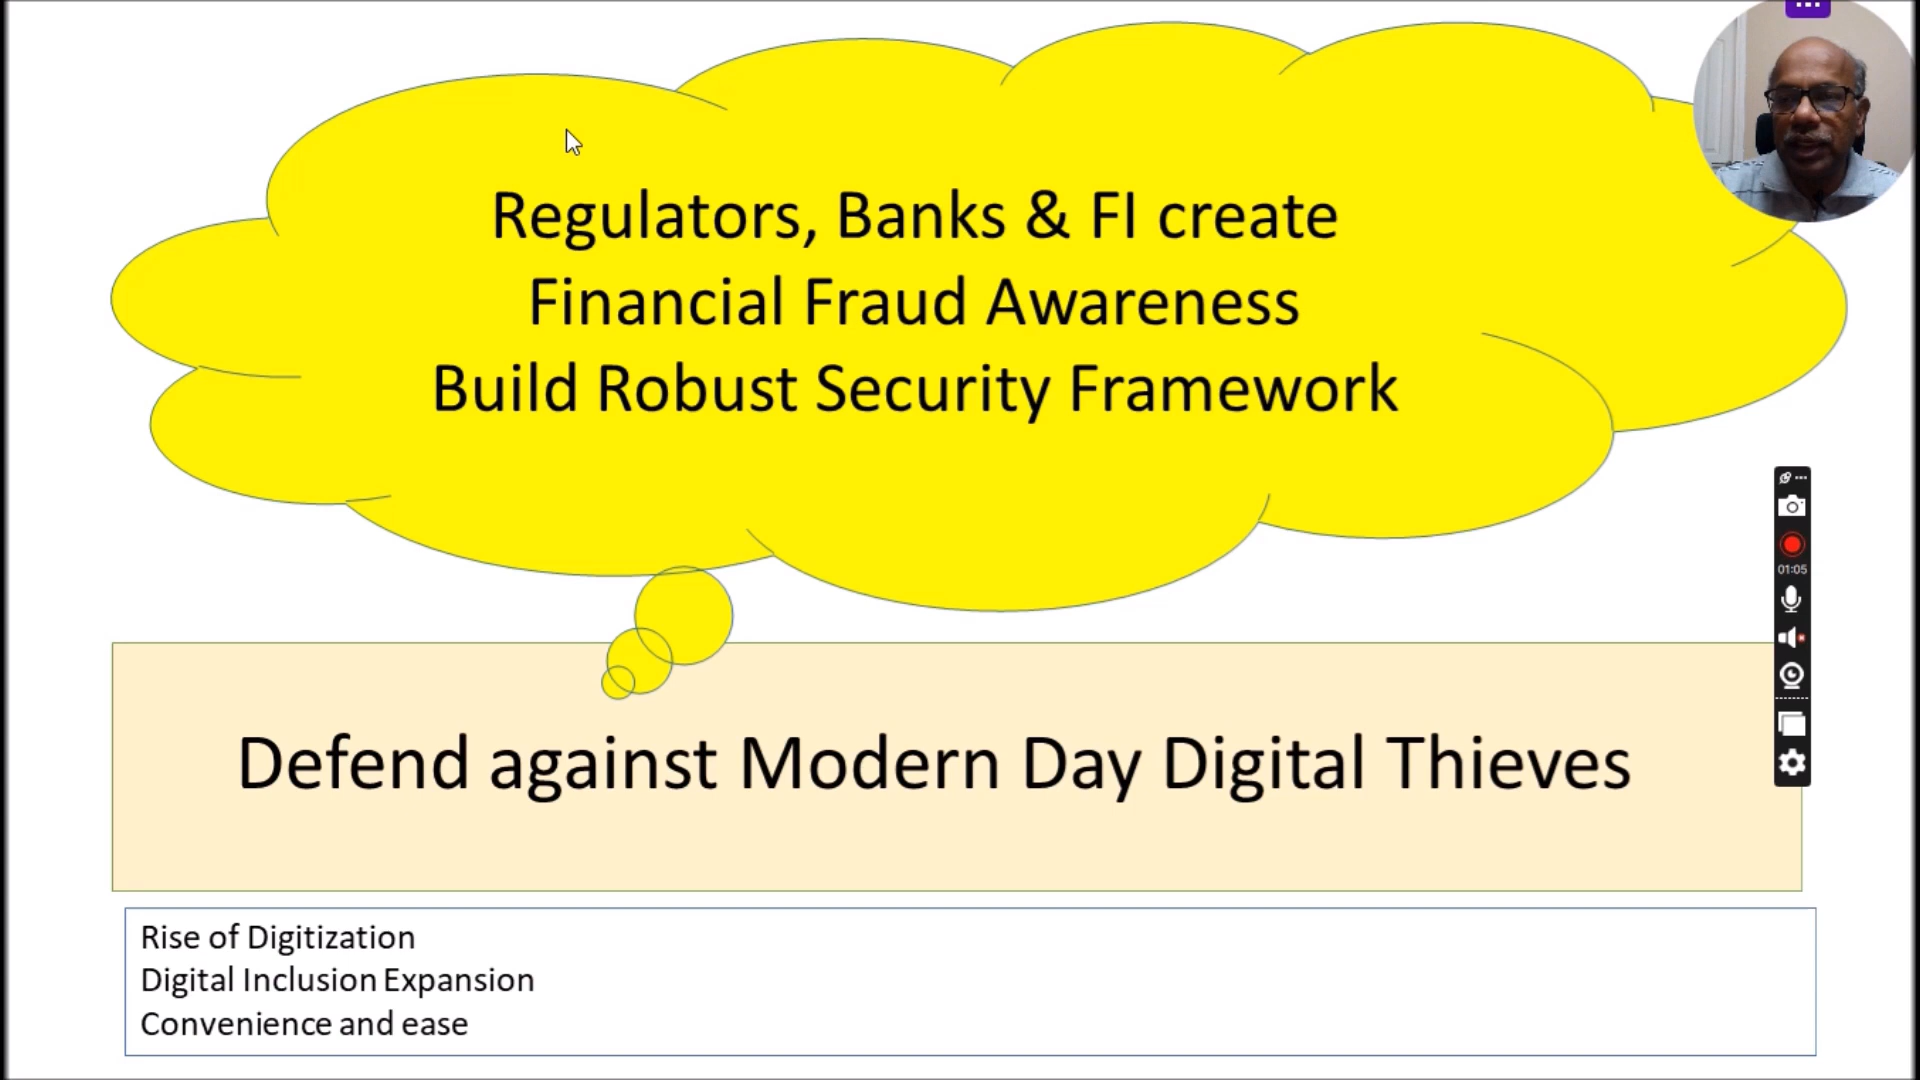 Regulators, Banks & FI create
Financial Fraud Awareness
Build Robust Security Framework
01:05
Defend against Modern Day Digital Thieves
Rise of Digitization
Digital Inclusion Expansion
Convenience and ease